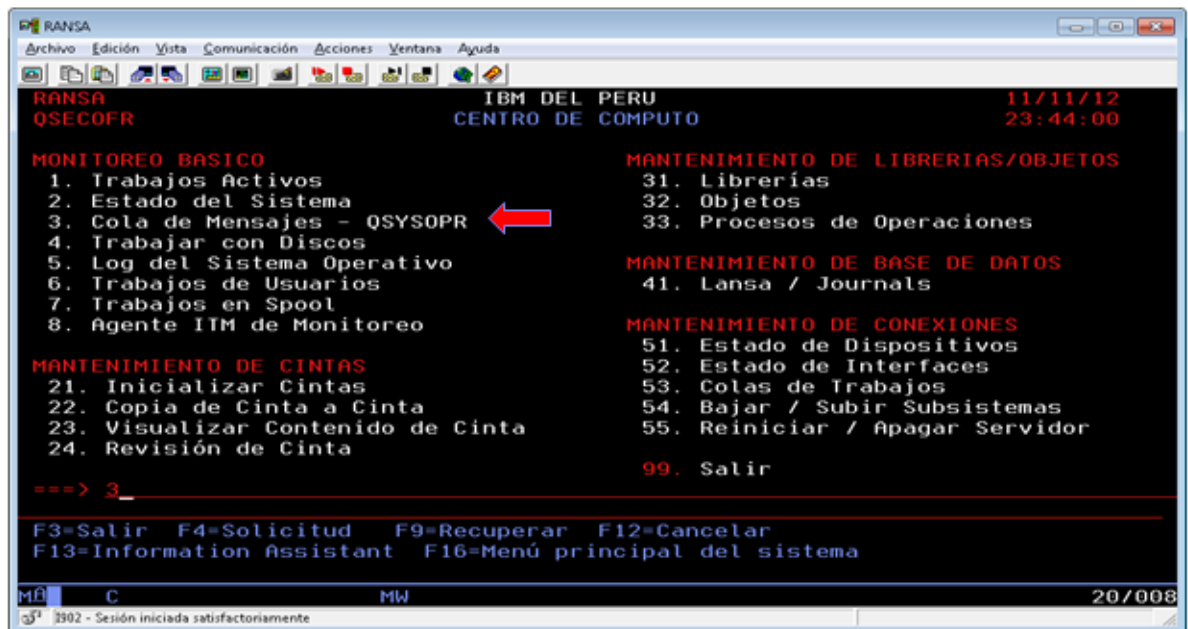 RANSA
Archivo Edición Vista Comunicación Acciones Ventana Ayuda
RANSA IBM DEL PERU 11/11/12
QSECOFR CENTRO DE COMPUTO 23:44:00
MONITOREO BASICO MANTENIMIENTO DE LIBRERIAS/OBJETOS
1. Trabajos Activos 31. Librerías
2. Estado del Sistema 32. Objetos
3. Cola de Mensajes - QSYSOPR 33. Procesos de Operaciones
4. Trabajar con Discos
5. Log del Sistema Operativo MANTENIMIENTO DE BASE DE DATOS
6. Trabajos de Usuarios 41. Lansa / Journals
7. Trabajos en Spool
8. Agente ITM de Monitoreo MANTENIMIENTO DE CONEXIONES
51. Estado de Dispositivos
MANTENIMIENTO DE CINTAS 52. Estado de Interfaces
21. Inicializar Cintas 53. Colas de Trabajos
22. Copia de Cinta a Cinta 54. Bajar / Subir Subsistemas
23. Visualizar Contenido de Cinta 55. Reiniciar / Apagar Servidor
24. Revisión de Cinta
99. Salir
===> 3_
F3=Salir F4=Solicitud F9=Recuperar F12=Cancelar
F13=Information Assistant F16=Menú principal del sistema
C MW 20/008
I902 - Sesión iniciada satisfactoriamente